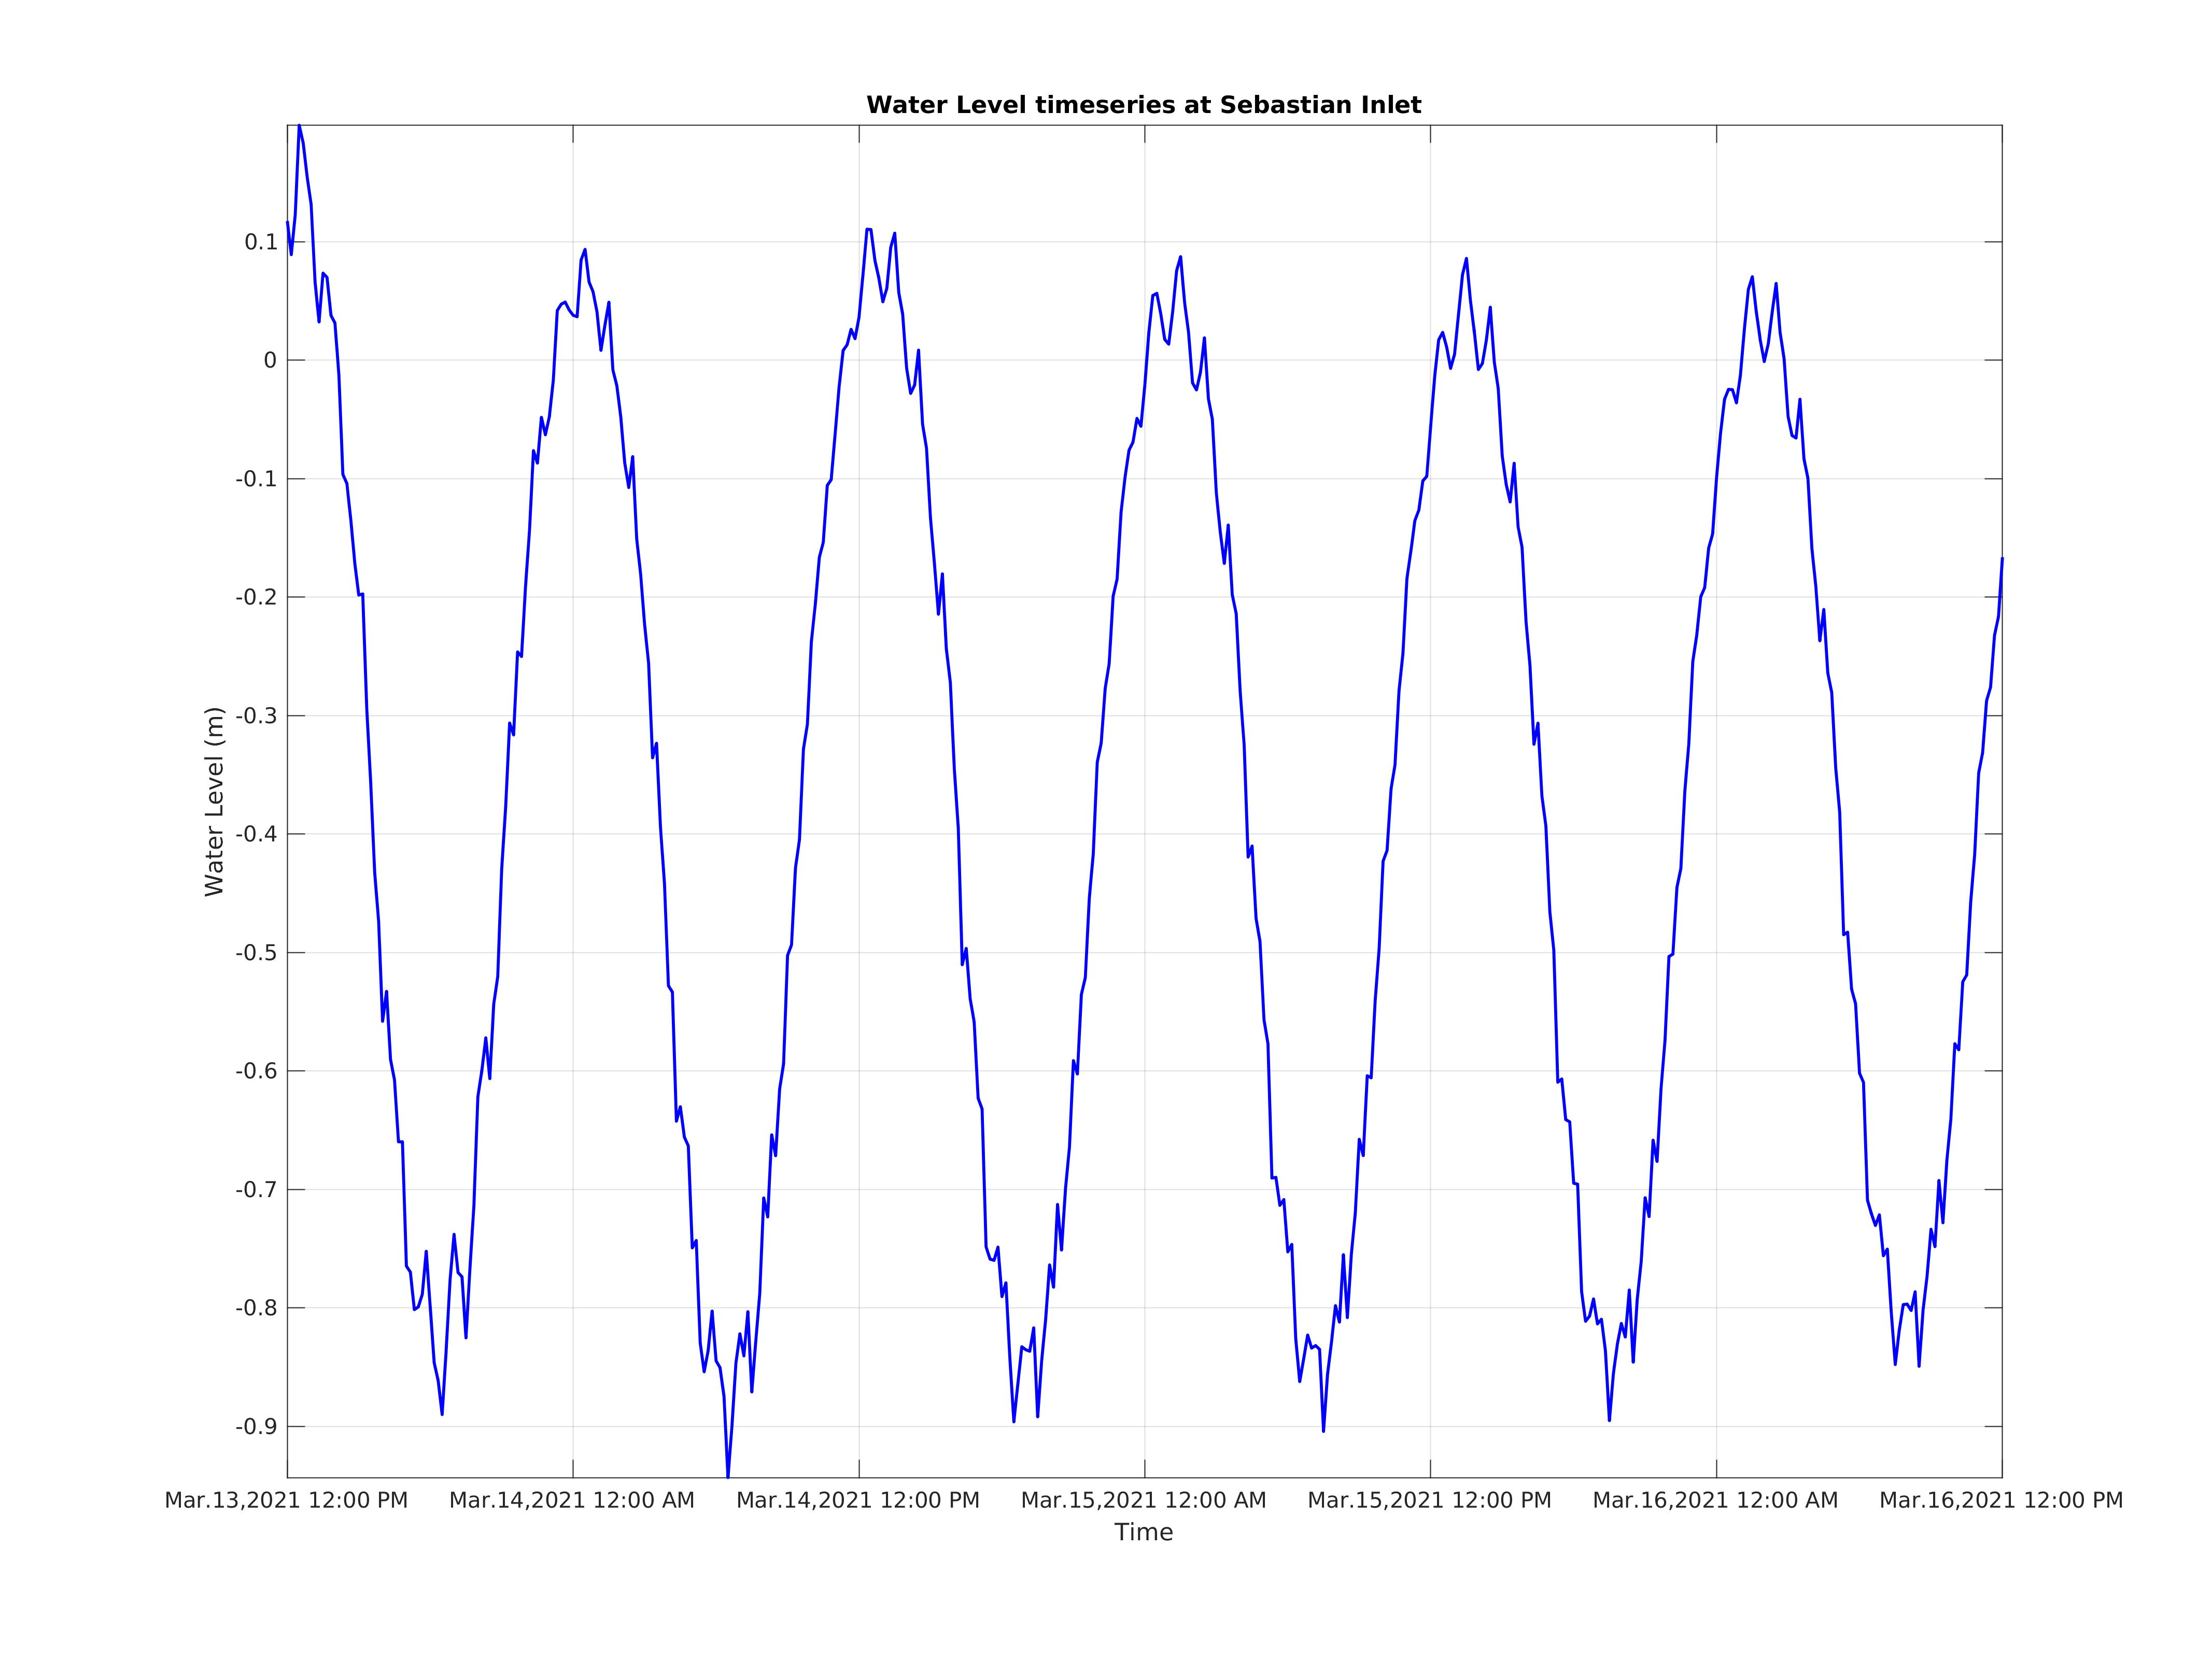 Water Level timeseries at Sebastian Inlet
0.1
0
-0.1
-0.2
-0.3
-0.4
-0.5
-0.6
-0.7
-0.8
-0.9
Water Level (m)
Mar.13,2021 12:00 PM
Mar.14,2021 12:00 AM
Mar.14,2021 12:00 PM
Mar.15,2021 12:00 AM
Mar.15,2021 12:00 PM
Mar.16,2021 12:00 AM
Mar.16,2021 12:00 PM
Time